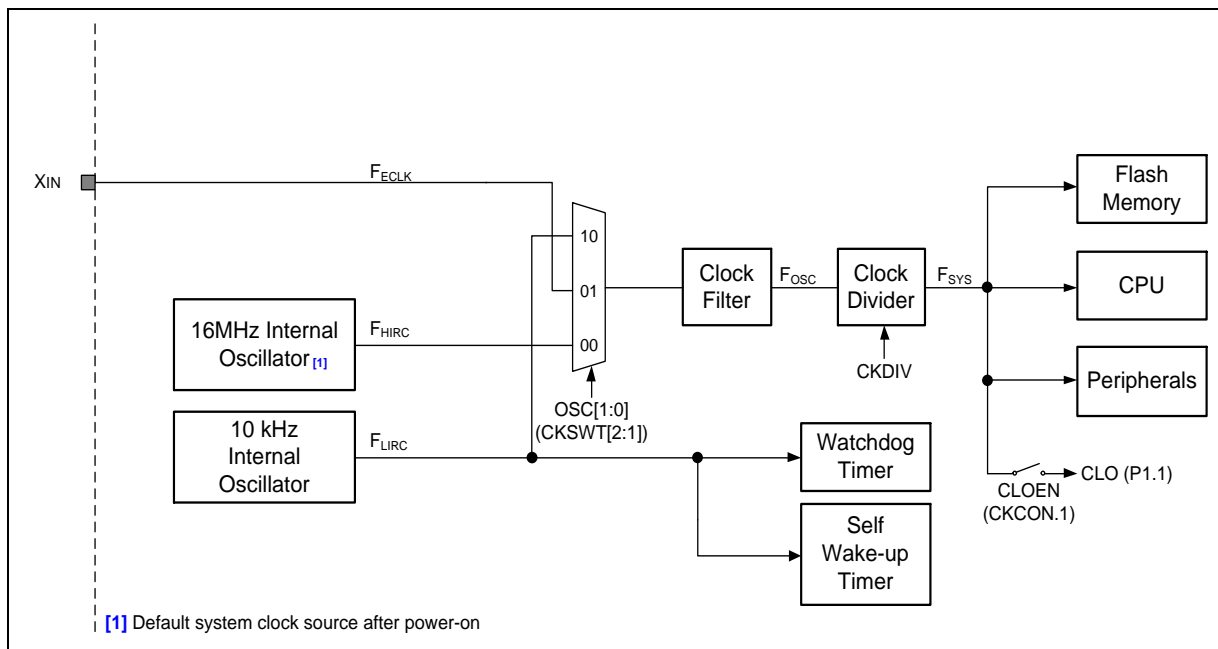 XIN
FECLK
10
01
00
16MHz Internal
Oscillator[1]
FHIRC
10 kHz
Internal
Oscillator
FLIRC
OSC[1:0]
(CKSWT[2:1])
Clock
Filter
FOSC
Clock
Divider
FSYS
CKDIV
Flash
Memory
CPU
Peripherals
CLO (P1.1)
CLOEN
(CKCON.1)
Watchdog
Timer
Self
Wake-up
Timer
[1] Default system clock source after power-on